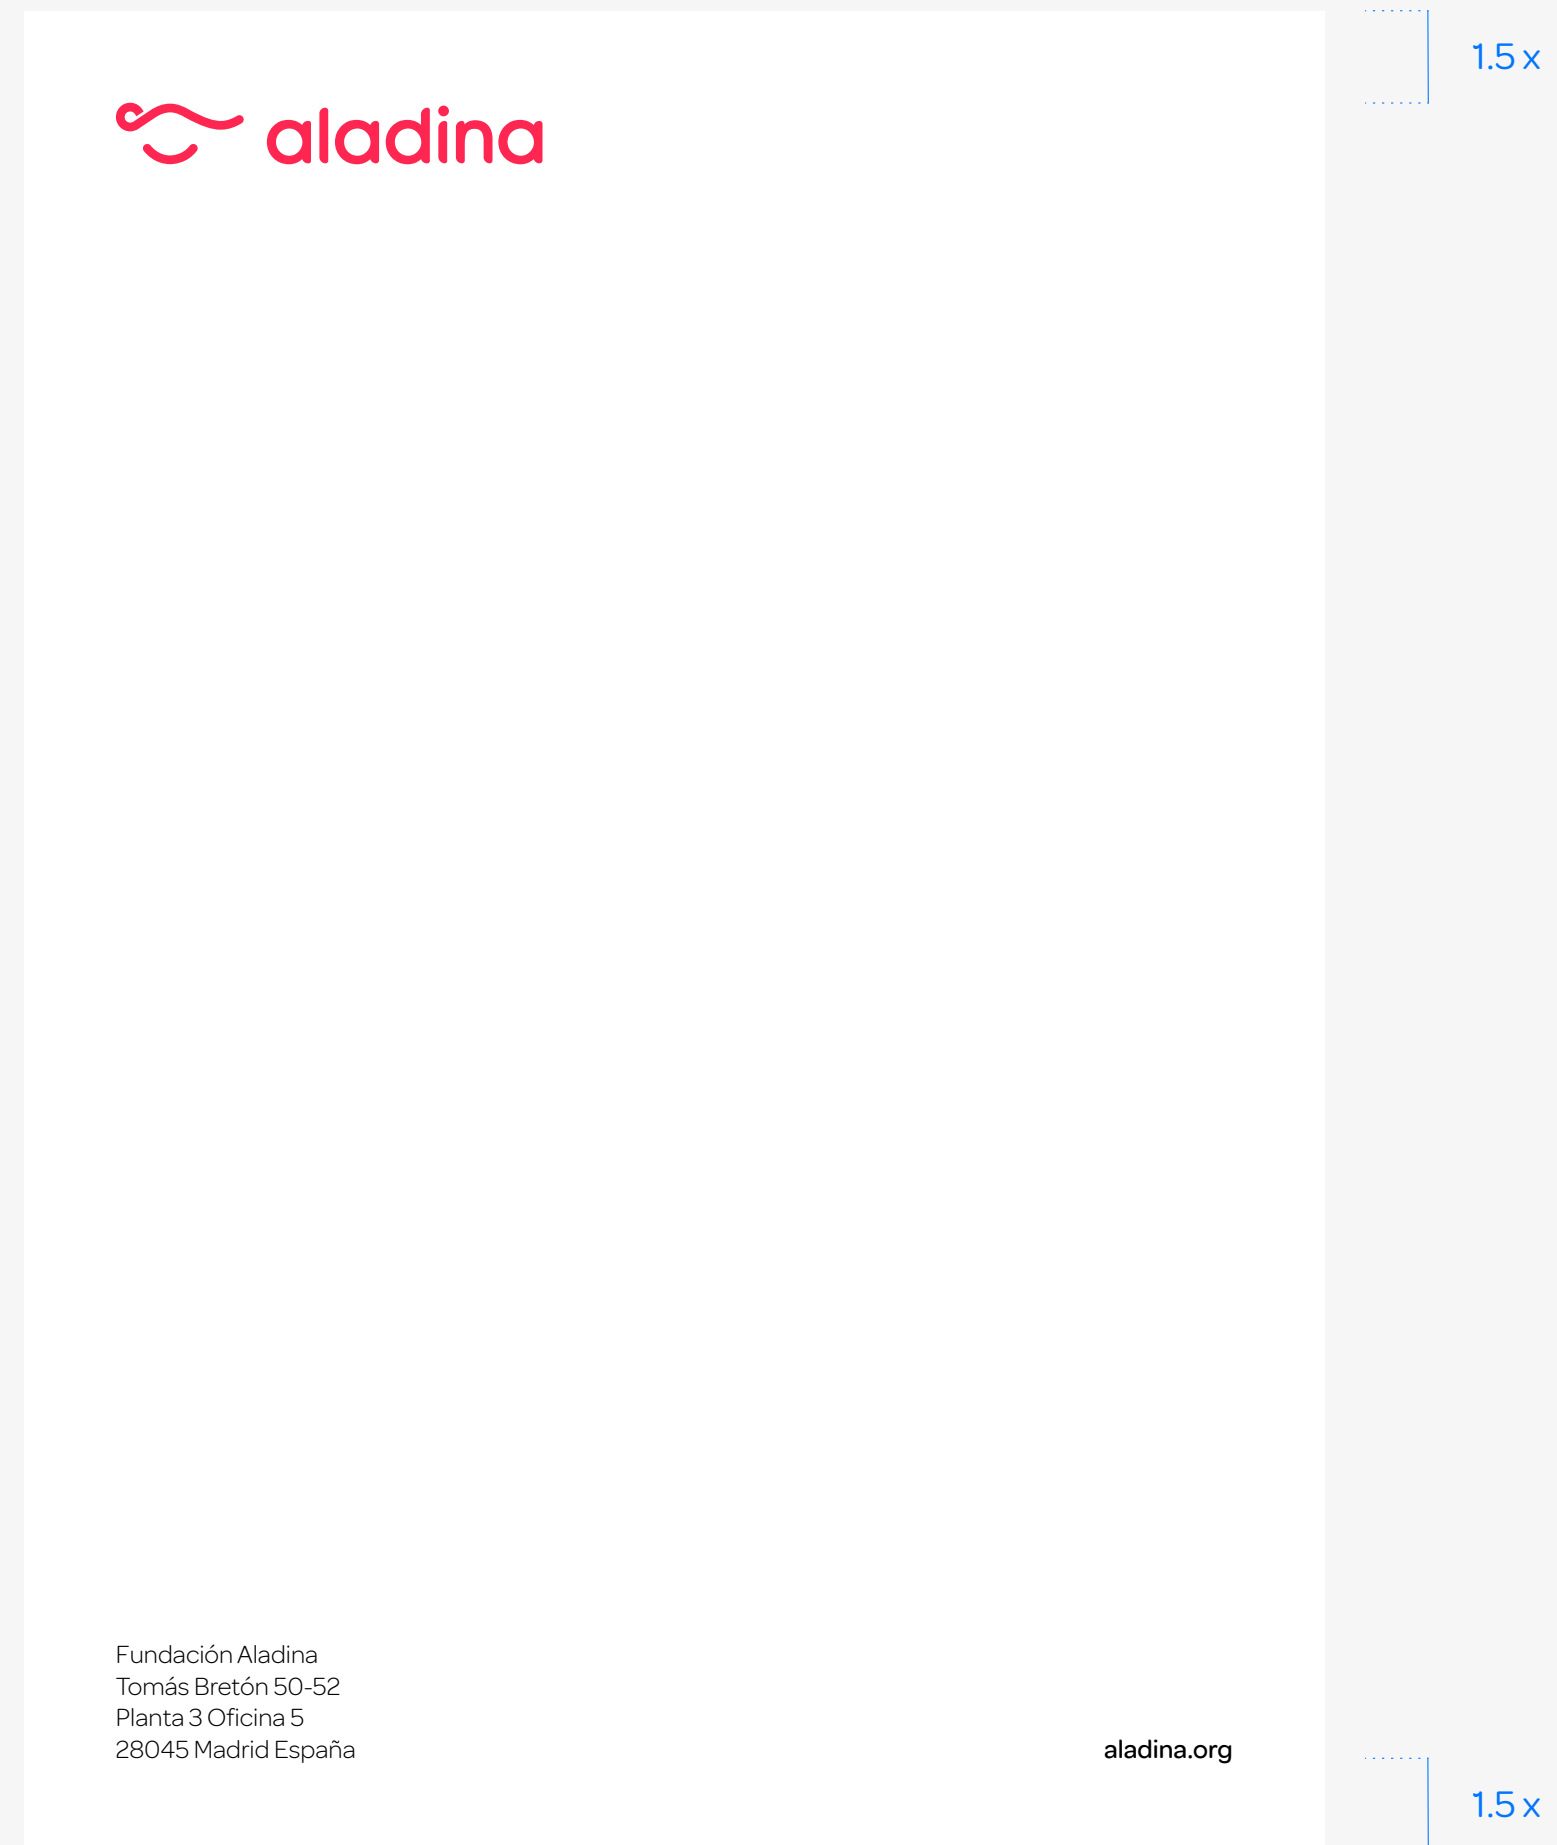 1.5 x
aladina
Fundación Aladina
Tomás Bretón 50-52
Planta 3 Oficina 5
28045 Madrid España
aladina.org
1.5 x